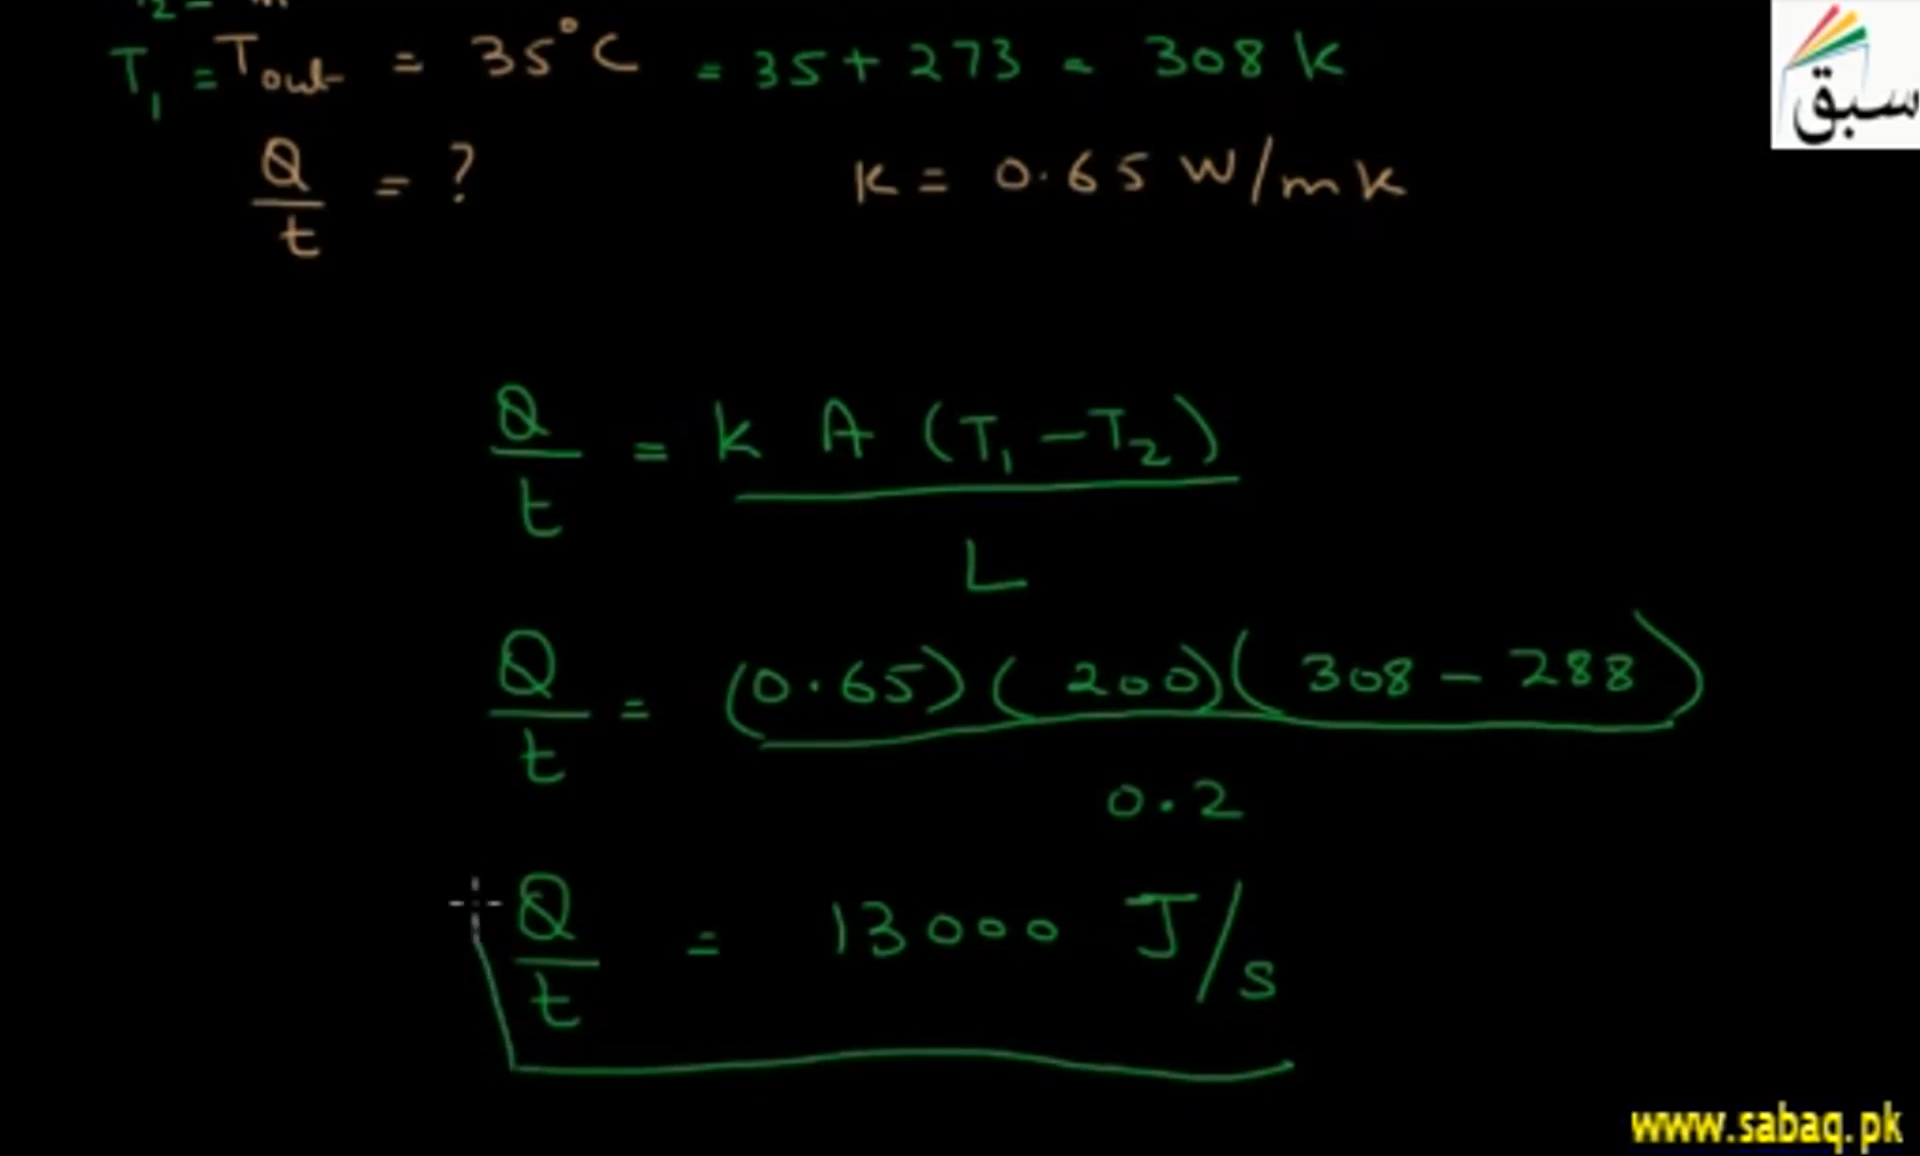 T₁ = Tout = 35°C = 35 + 273 = 308 K
سبق
Q/t = ? K = 0.65 W/mK
Q/t = k A (T₁ - T₂) / L
Q/t = (0.65)(200)(308 - 288) / 0.2
Q/t = 13000 J/s
www.sabaq.pk